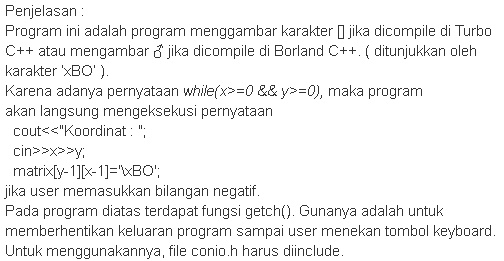 Penjelasan :
Program ini adalah program menggambar karakter [] jika dicompile di Turbo
C++ atau mengambar ♂ jika dicompile di Borland C++. ( ditunjukkan oleh
karakter 'xBO' ).
Karena adanya pernyataan while(x>=0 && y>=0), maka program
akan langsung mengeksekusi pernyataan
cout<<"Koordinat : ";
cin>>x>>y;
matrix[y-1][x-1]='\xBO';
jika user memasukkan bilangan negatif.
Pada program diatas terdapat fungsi getch(). Gunanya adalah untuk
memberhentikan keluaran program sampai user menekan tombol keyboard.
Untuk menggunakannya, file conio.h harus diinclude.